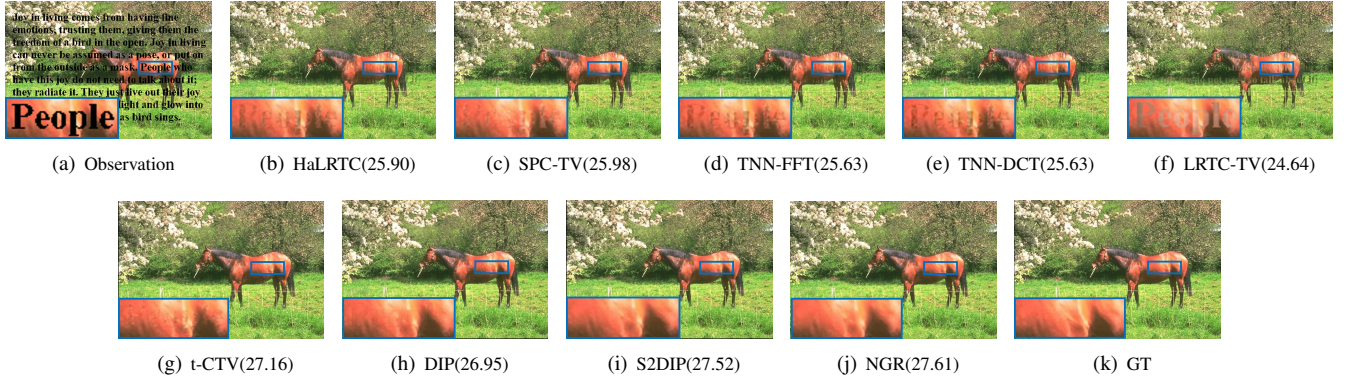 Joy in living comes from having fine
emotions, trusting them, giving them the
freedom of a bird in the open. Joy in living
can never be assumed as a pose, or put on
from the outside as a mask. People who
have this joy do not need to talk about it;
they radiate it. They just live out their joy
light and glow into
as bird sings.
People
(a) Observation
(b) HaLRTC(25.90)
(c) SPC-TV(25.98)
(d) TNN-FFT(25.63)
(e) TNN-DCT(25.63)
(f) LRTC-TV(24.64)
People
(g) t-CTV(27.16)
(h) DIP(26.95)
(i) S2DIP(27.52)
(j) NGR(27.61)
(k) GT